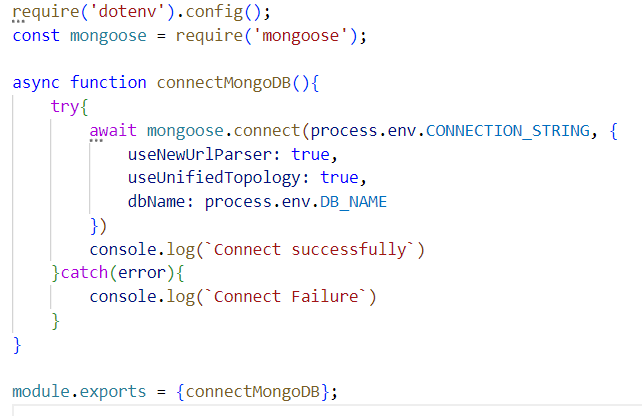 require('dotenv').config();
const mongoose = require('mongoose');

async function connectMongoDB(){
    try{
        await mongoose.connect(process.env.CONNECTION_STRING, {
            useNewUrlParser: true,
            useUnifiedTopology: true,
            dbName: process.env.DB_NAME
        })
        console.log(`Connect successfully`)
    }catch(error){
        console.log(`Connect Failure`)
    }
}

module.exports = {connectMongoDB};